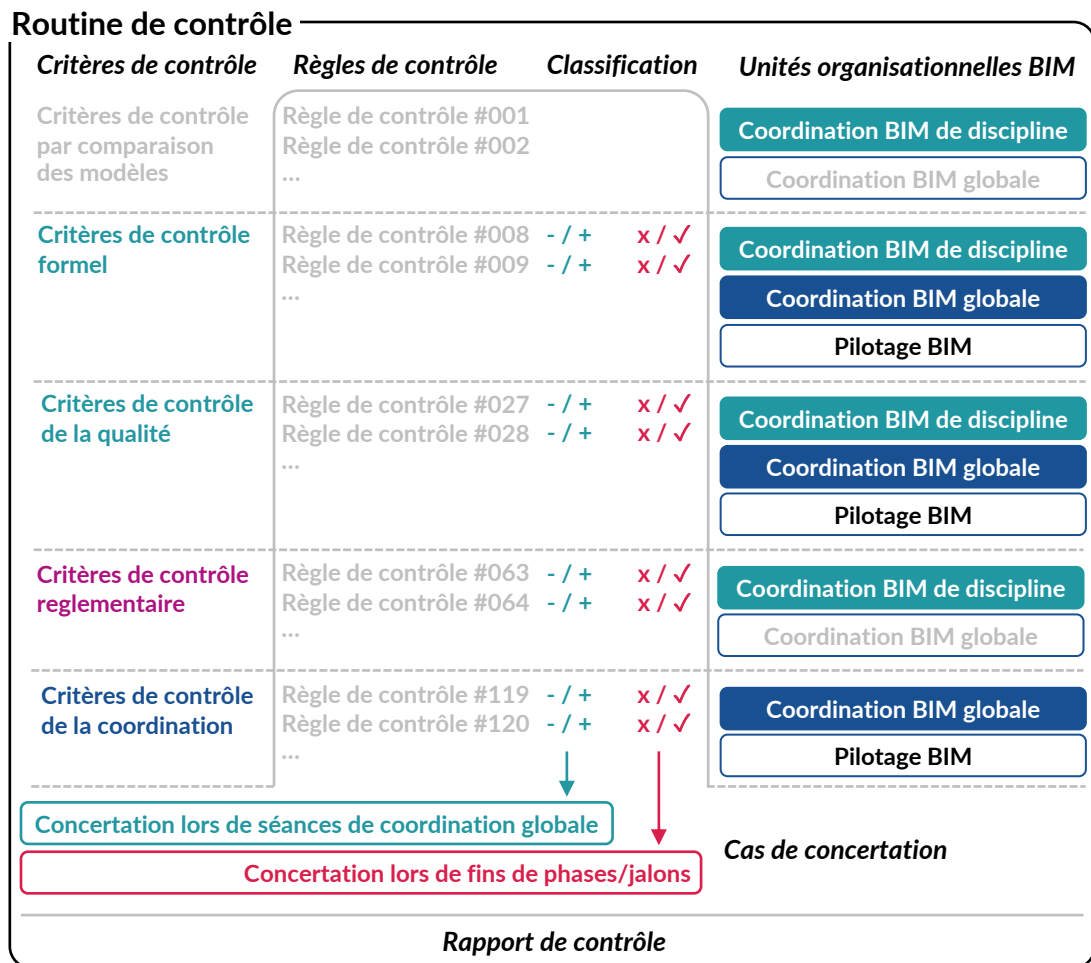 Routine de contrôle
Critères de contrôle Règles de contrôle Classification Unités organisationnelles BIM
Critères de contrôle
par comparaison
des modèles
Règle de contrôle #001
Règle de contrôle #002
...
Coordination BIM de discipline
Coordination BIM globale
Critères de contrôle
formel
Règle de contrôle #008 - / + x / ✓
Règle de contrôle #009 - / + x / ✓
...
Coordination BIM de discipline
Coordination BIM globale
Pilotage BIM
Critères de contrôle
de la qualité
Règle de contrôle #027 - / + x / ✓
Règle de contrôle #028 - / + x / ✓
...
Coordination BIM de discipline
Coordination BIM globale
Pilotage BIM
Critères de contrôle
reglementaire
Règle de contrôle #063 - / + x / ✓
Règle de contrôle #064 - / + x / ✓
...
Coordination BIM de discipline
Coordination BIM globale
Critères de contrôle
de la coordination
Règle de contrôle #119 - / + x / ✓
Règle de contrôle #120 - / + x / ✓
...
Coordination BIM globale
Pilotage BIM
Concertation lors de séances de coordination globale
Concertation lors de fins de phases/jalons
Cas de concertation
Rapport de contrôle